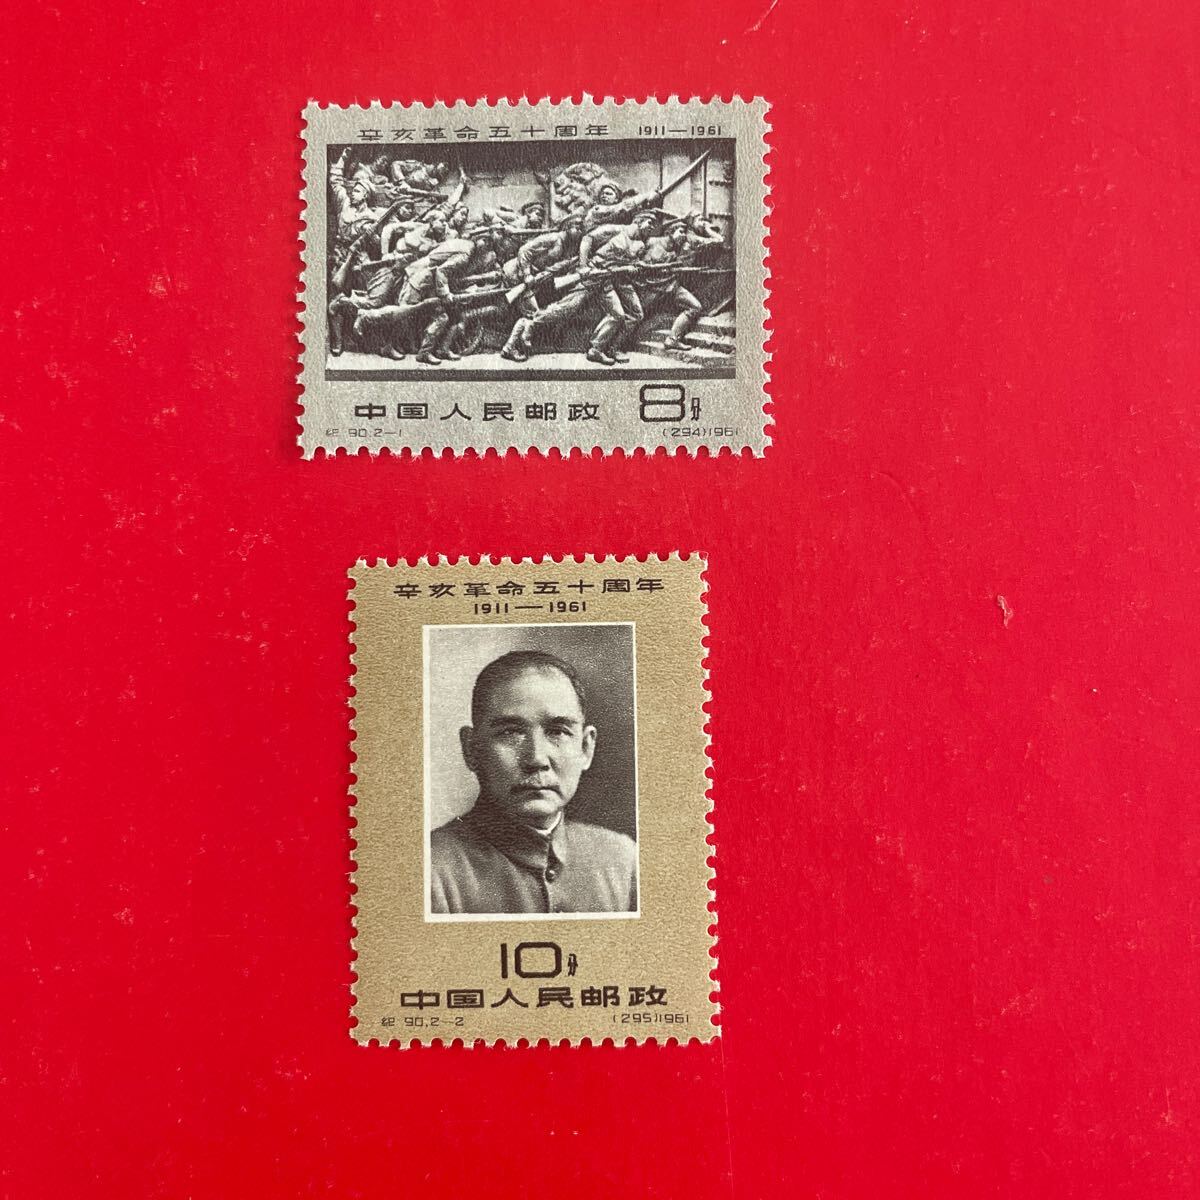 辛亥革命五十周年 1911—1961
中国人民邮政 8分
纪 90.2-1 (294)1961
辛亥革命五十周年
1911—1961
10分
中国人民邮政
纪 90.2-2 (295)1961